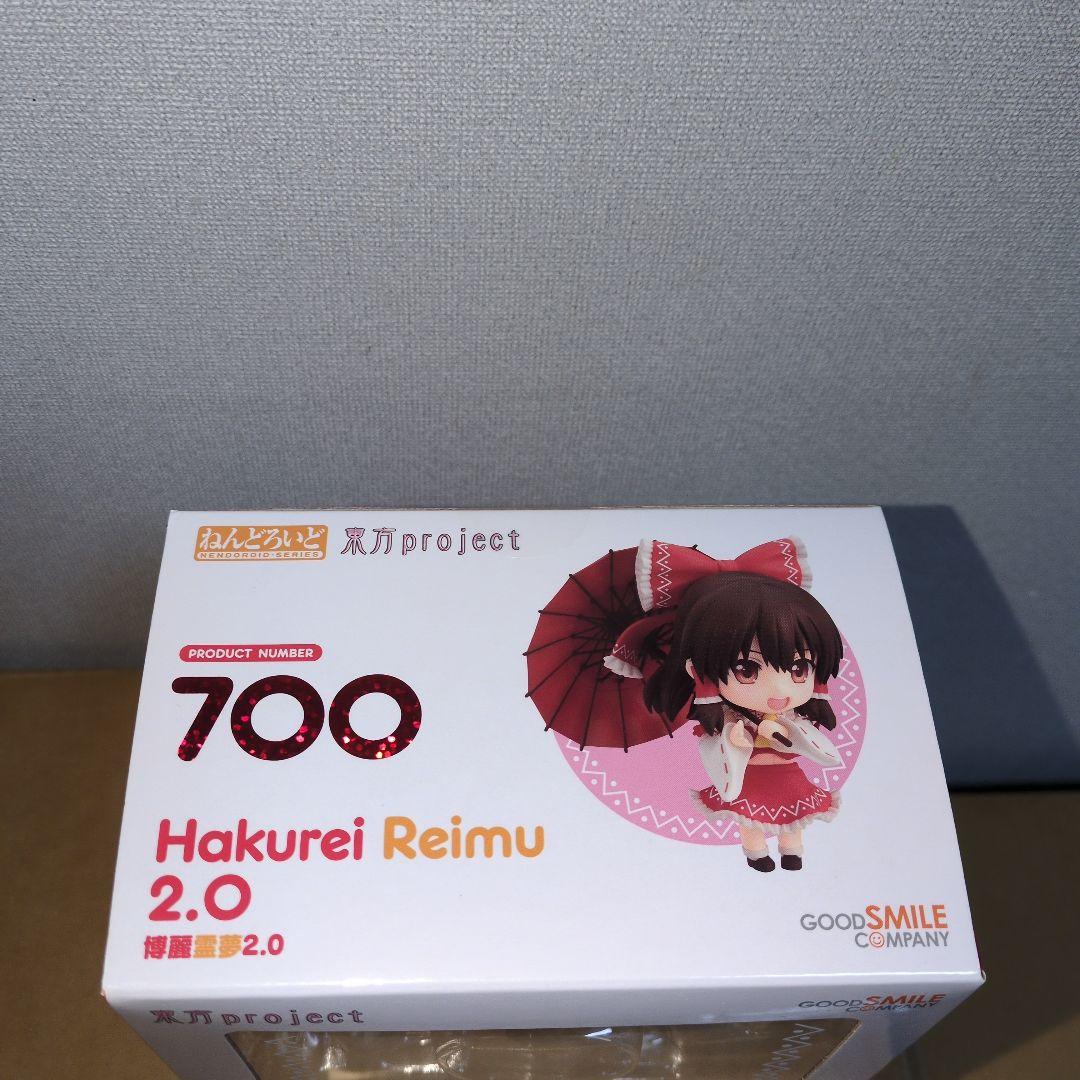 ねんどろいど
NENDOROID·SERIES
東方project
PRODUCT NUMBER
700
Hakurei Reimu
2.0
博麗霊夢2.0
GOOD SMILE
COMPANY
東方project
GOOD SMILE
COMPANY